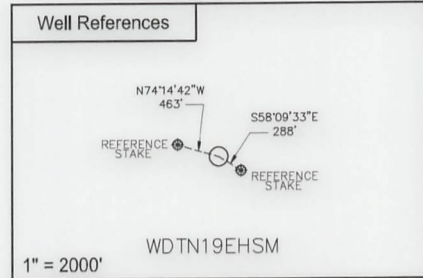 Well References
N74°14'42"W
463'
S58°09'33"E
288'
REFERENCE
STAKE
REFERENCE
STAKE
WDTN19EHSM
1" = 2000'